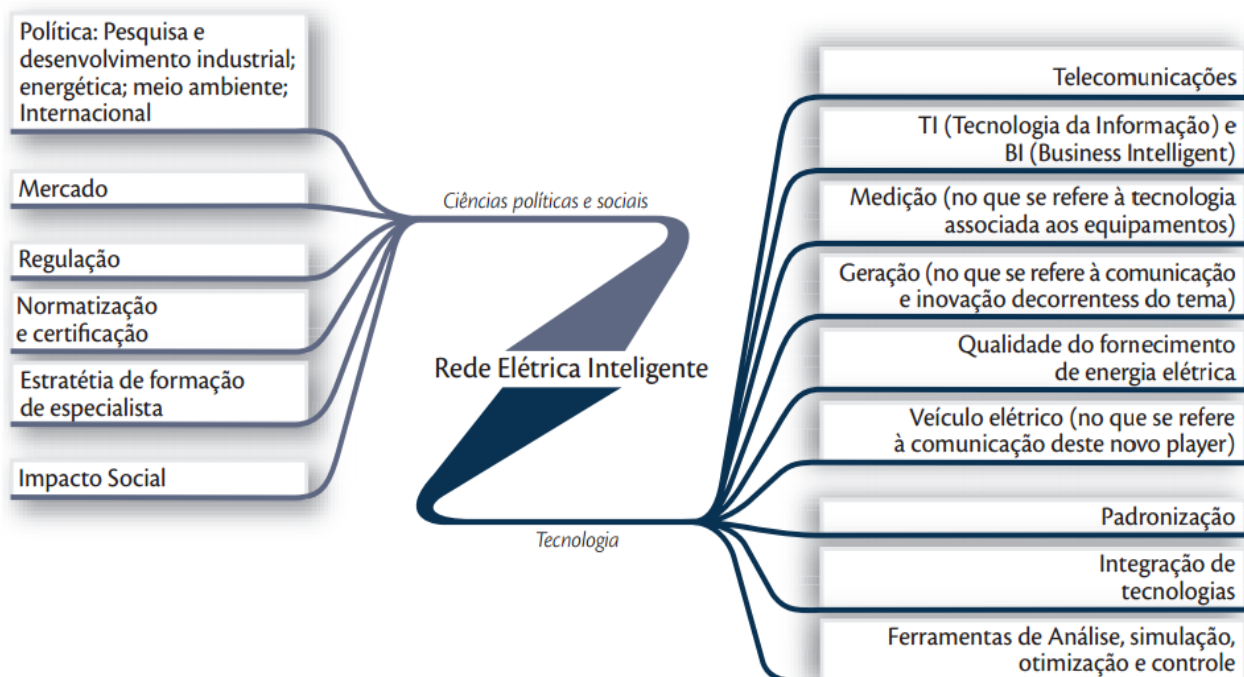 Política: Pesquisa e
desenvolvimento industrial;
energética; meio ambiente;
Internacional
Mercado
Regulação
Normatização
e certificação
Estratétia de formação
de especialista
Impacto Social
Ciências políticas e sociais
Rede Elétrica Inteligente
Tecnologia
Telecomunicações
TI (Tecnologia da Informação) e
BI (Business Intelligent)
Medição (no que se refere à tecnologia
associada aos equipamentos)
Geração (no que se refere à comunicação
e inovação decorrentess do tema)
Qualidade do fornecimento
de energia elétrica
Veículo elétrico (no que se refere
à comunicação deste novo player)
Padronização
Integração de
tecnologias
Ferramentas de Análise, simulação,
otimização e controle